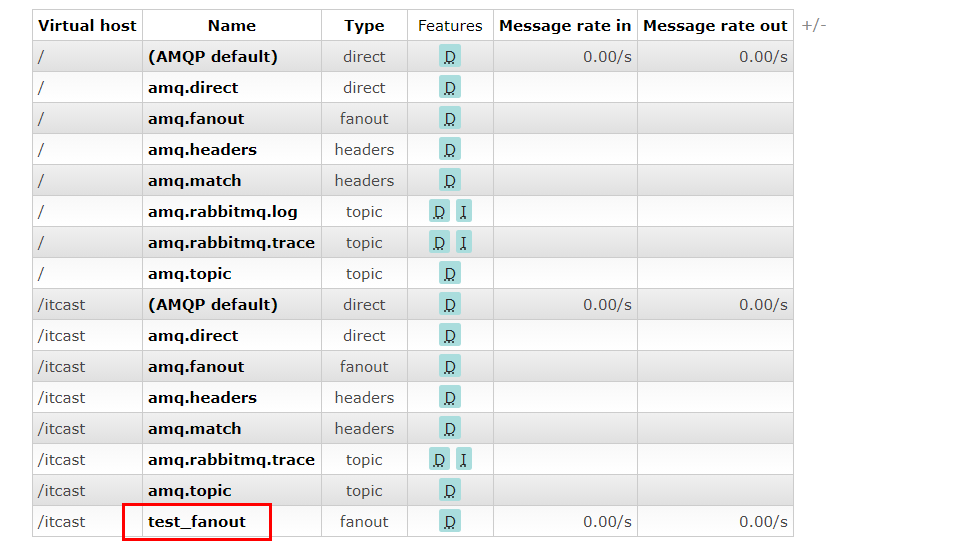 Virtual host Name Type Features Message rate in Message rate out +/-
/ (AMQP default) direct D 0.00/s 0.00/s
/ amq.direct direct D
/ amq.fanout fanout D
/ amq.headers headers D
/ amq.match headers D
/ amq.rabbitmq.log topic D I
/ amq.rabbitmq.trace topic D I
/ amq.topic topic D
/itcast (AMQP default) direct D 0.00/s 0.00/s
/itcast amq.direct direct D
/itcast amq.fanout fanout D
/itcast amq.headers headers D
/itcast amq.match headers D
/itcast amq.rabbitmq.trace topic D I
/itcast amq.topic topic D
/itcast test_fanout fanout D 0.00/s 0.00/s